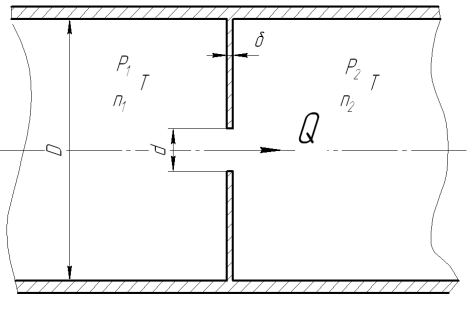 δ
P₁ T
n₁
P₂ T
n₂
D
d
Q